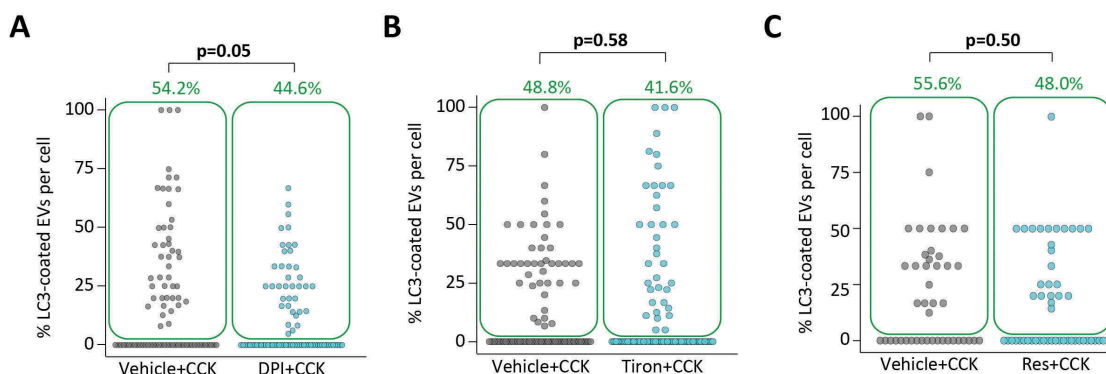 A
p=0.05
54.2%
44.6%
% LC3-coated EVs per cell
100
75
50
25
0
Vehicle+CCK
DPI+CCK
B
p=0.58
48.8%
41.6%
% LC3-coated EVs per cell
100
75
50
25
0
Vehicle+CCK
Tiron+CCK
C
p=0.50
55.6%
48.0%
% LC3-coated EVs per cell
100
75
50
25
0
Vehicle+CCK
Res+CCK